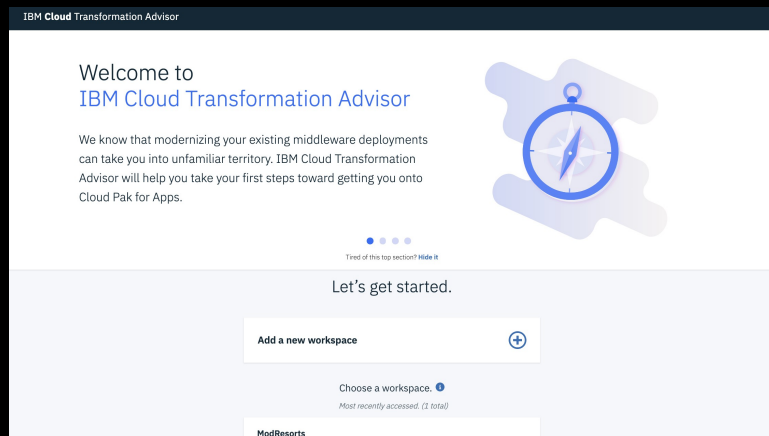 IBM Cloud Transformation Advisor
Welcome to
IBM Cloud Transformation Advisor
We know that modernizing your existing middleware deployments
can take you into unfamiliar territory. IBM Cloud Transformation
Advisor will help you take your first steps toward getting you onto
Cloud Pak for Apps.
Tired of this top section? Hide it
Let's get started.
Add a new workspace
Choose a workspace.
Most recently accessed. (1 total)
ModResorts